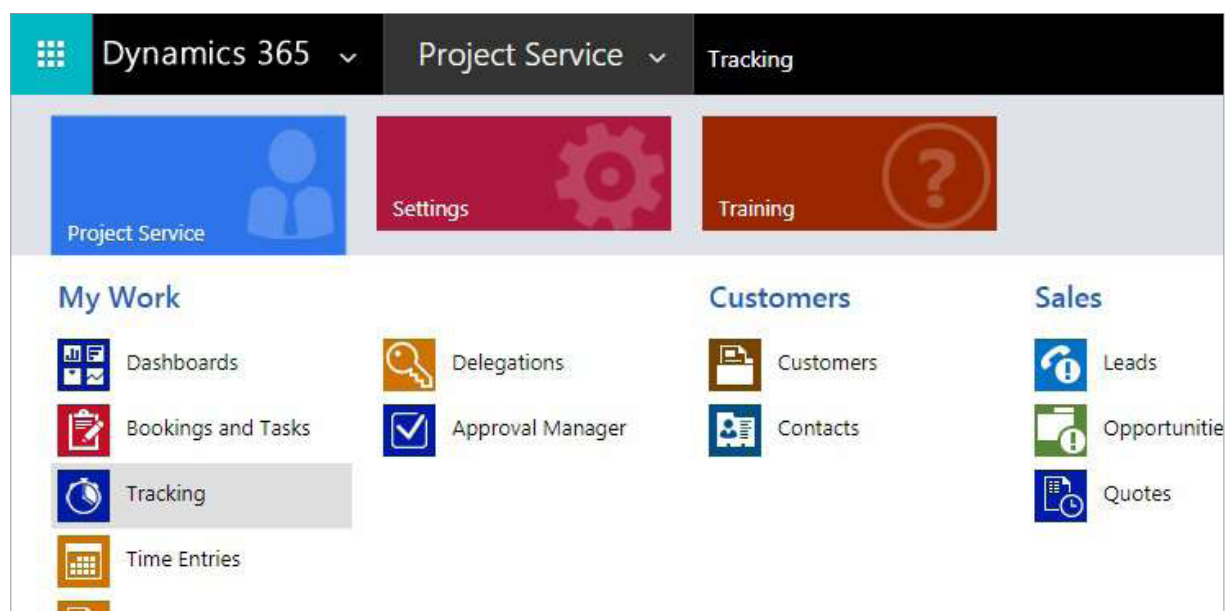 Dynamics 365
Project Service
Tracking
Project Service
Settings
Training
My Work
Customers
Sales
Dashboards
Delegations
Customers
Leads
Bookings and Tasks
Approval Manager
Contacts
Opportunitie
Tracking
Quotes
Time Entries